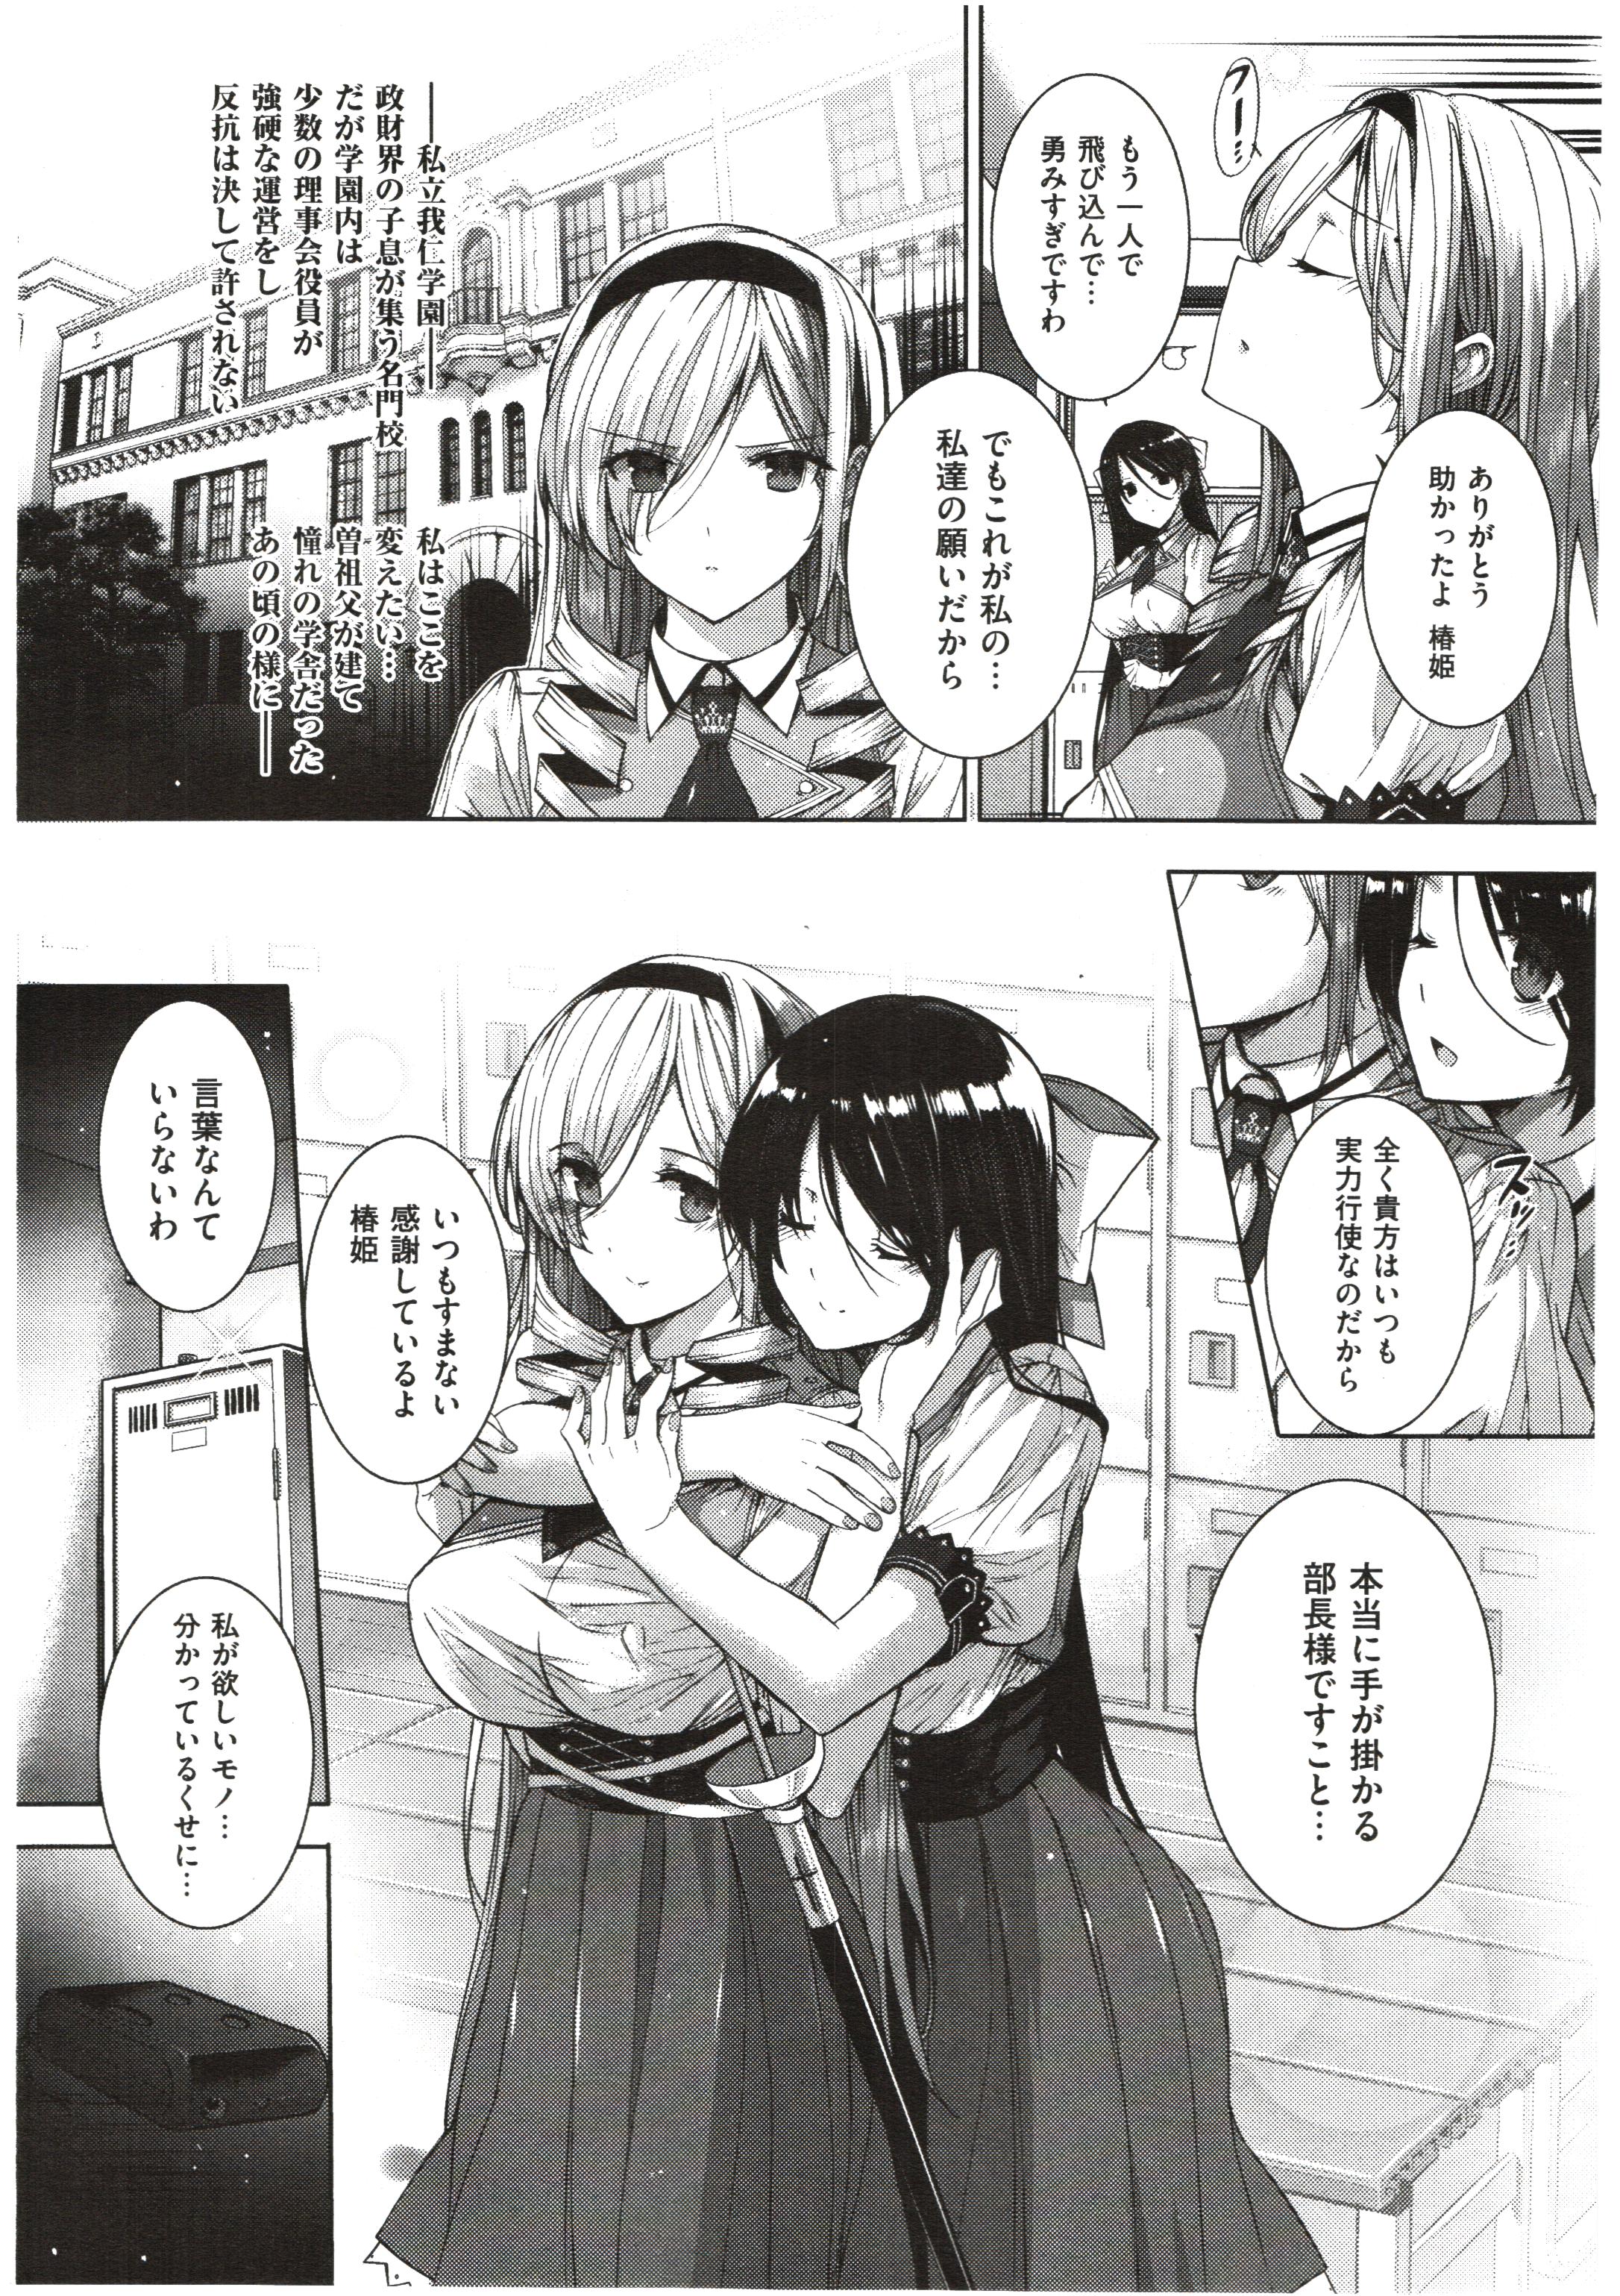 フー…
ありがとう
助かったよ 椿姫
もう一人で
飛び込んで…
勇みすぎですわ
でもこれが私の…
私達の願いだから
――私立我仁学園――
政財界の子息が集う名門校
だが学園内は
少数の理事会役員が
強硬な運営をし
反抗は決して許されない
私はここを
変えたい…
曽祖父が建て
憧れの学舎だった
あの頃の様に――
全く貴方はいつも
実力行使なのだから
スッ…
本当に手が掛かる
部長様ですこと…
いつもすまない
感謝しているよ
椿姫
言葉なんて
いらないわ
私が欲しいモノ…
分かっているくせに…